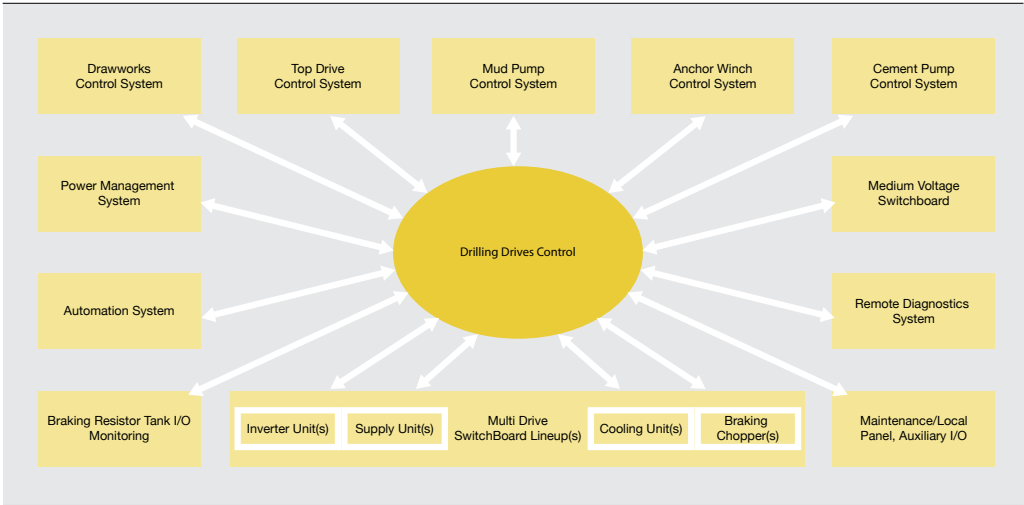 Drawworks
Control System
Top Drive
Control System
Mud Pump
Control System
Anchor Winch
Control System
Cement Pump
Control System
Power Management
System
Medium Voltage
Switchboard
Drilling Drives Control
Automation System
Remote Diagnostics
System
Braking Resistor Tank I/O
Monitoring
Inverter Unit(s)
Supply Unit(s)
Multi Drive
SwitchBoard Lineup(s)
Cooling Unit(s)
Braking
Chopper(s)
Maintenance/Local
Panel, Auxiliary I/O